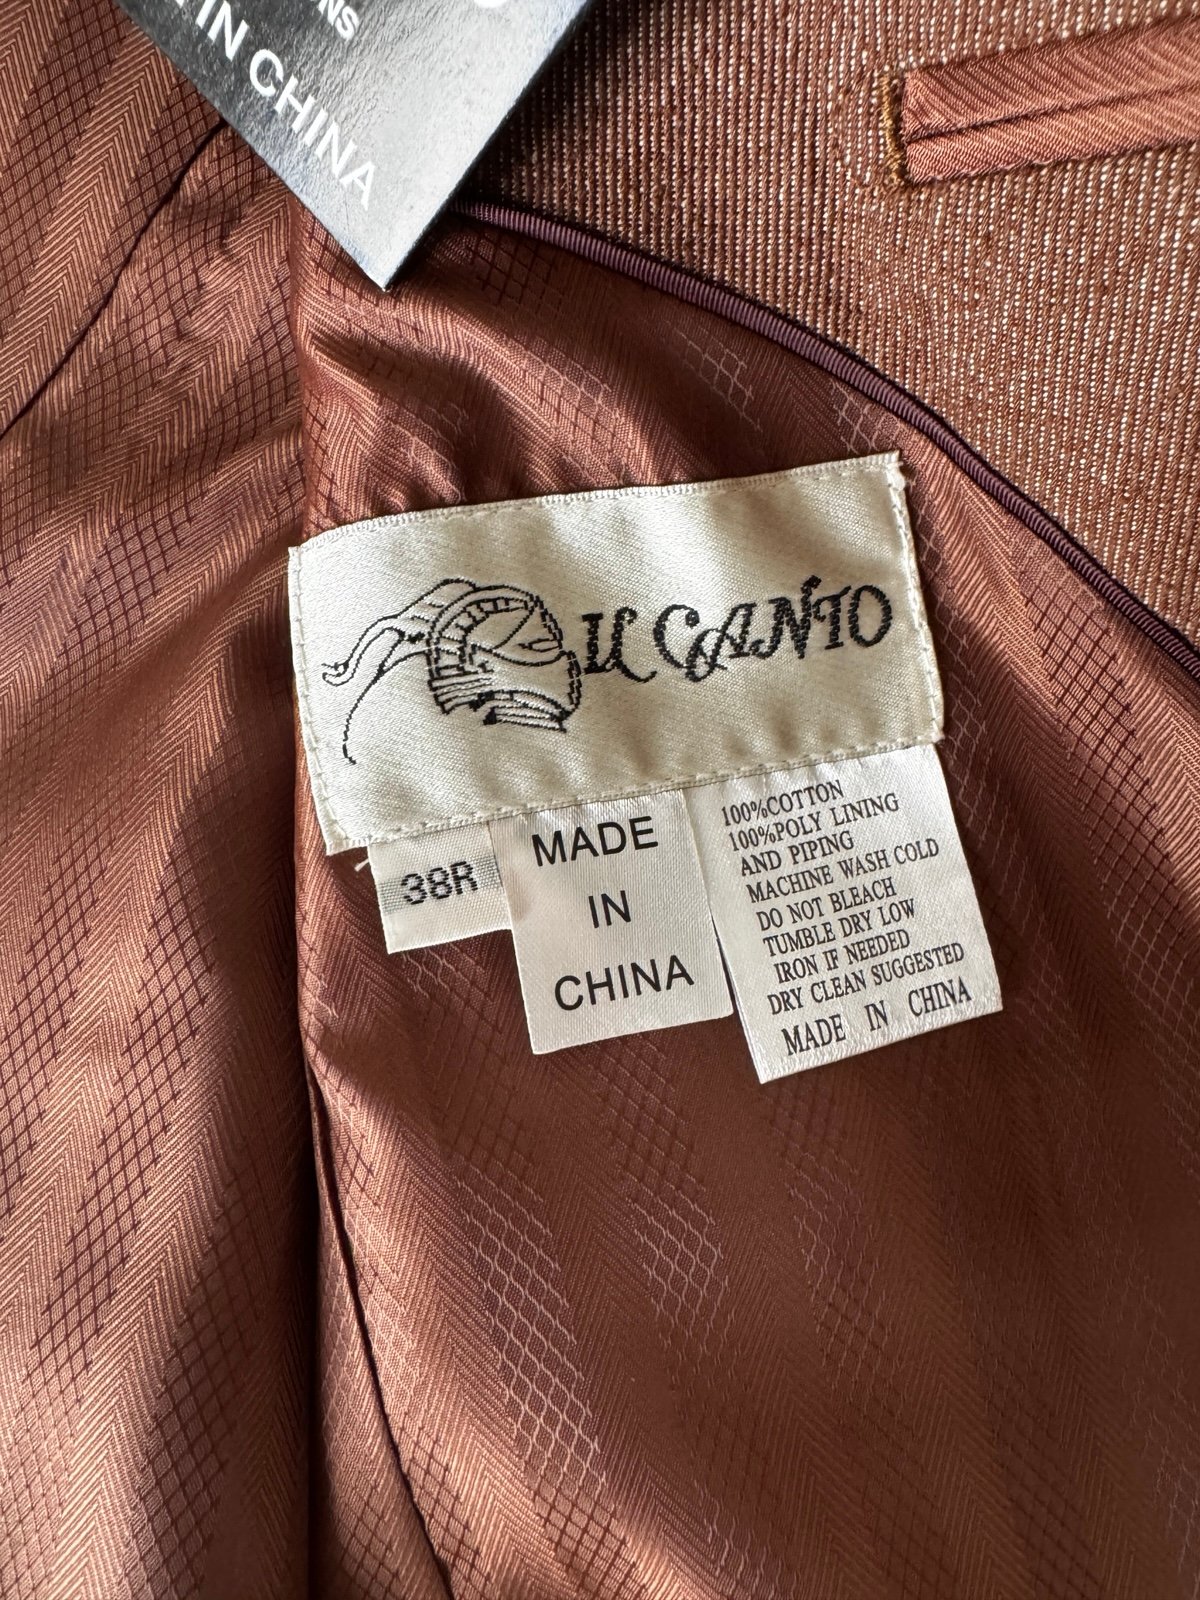 NS
IN CHINA
IL CANTO
38R
MADE
IN
CHINA
100%COTTON
100%POLY LINING
AND PIPING
MACHINE WASH COLD
DO NOT BLEACH
TUMBLE DRY LOW
IRON IF NEEDED
DRY CLEAN SUGGESTED
MADE IN CHINA